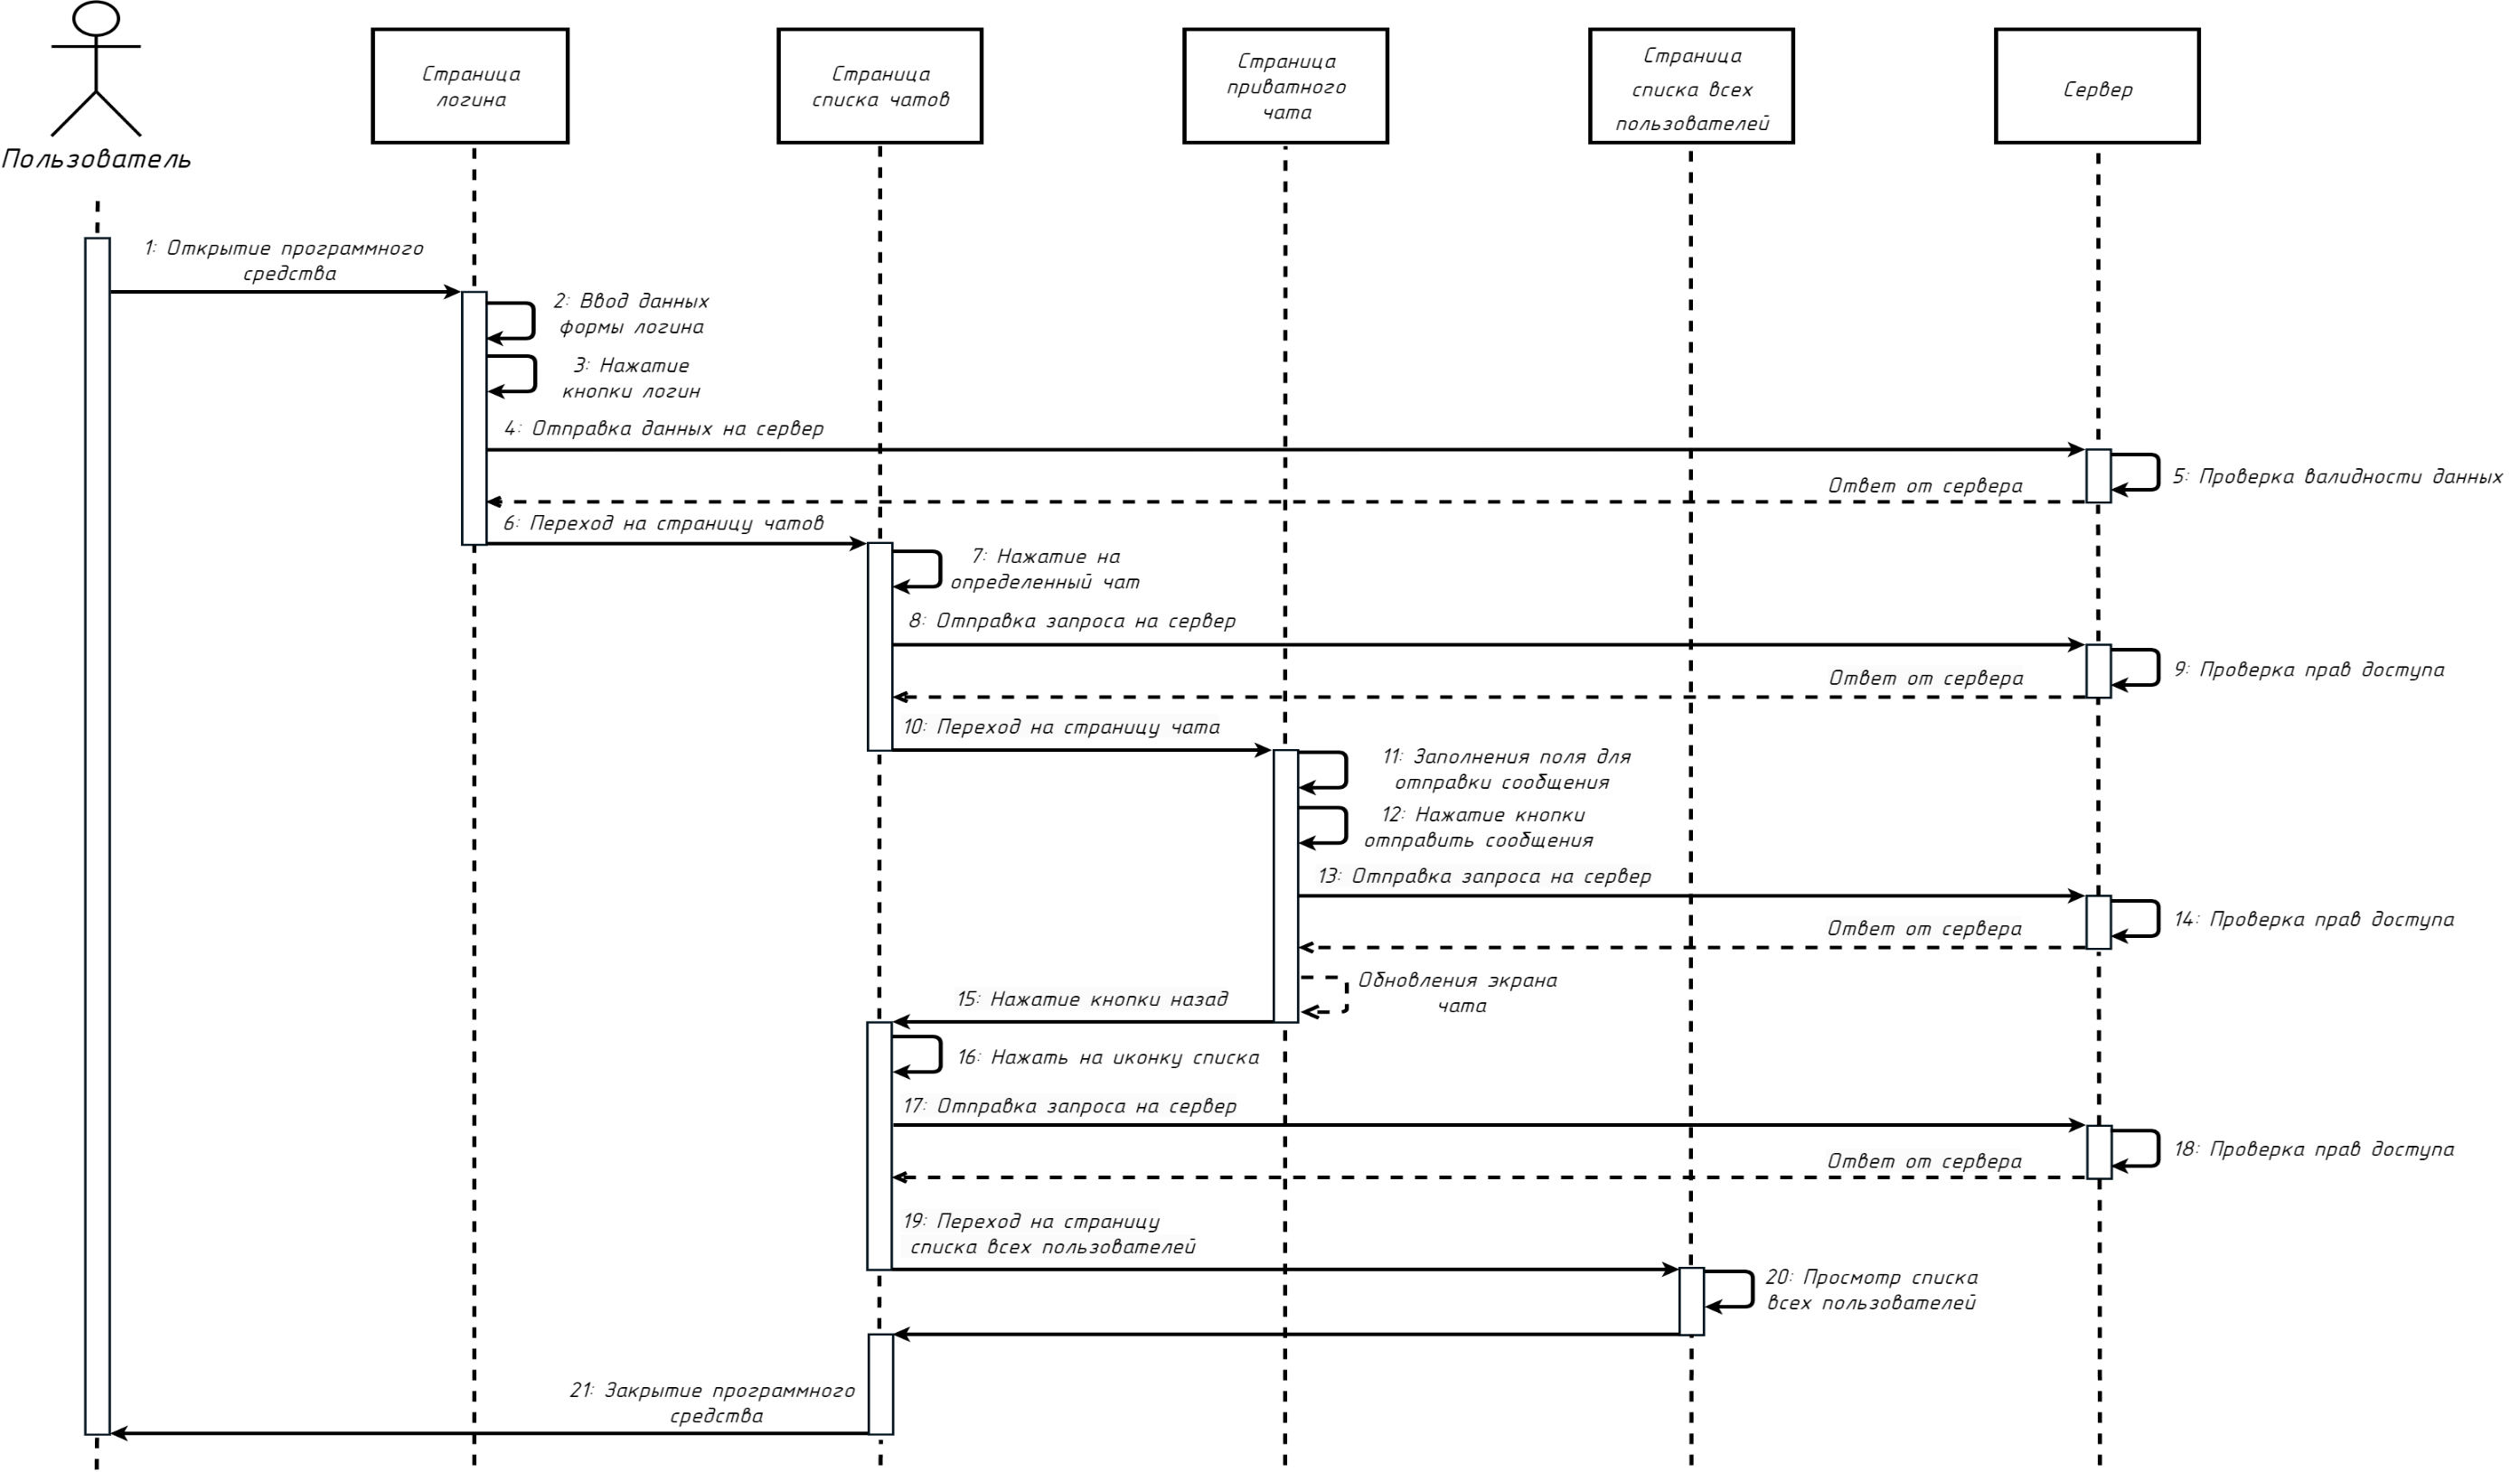 Пользователь
Страница
логина
Страница
списка чатов
Страница
приватного
чата
Страница
списка всех
пользователей
Сервер
1: Открытие программного
средства
2: Ввод данных
формы логина
3: Нажатие
кнопки логин
4: Отправка данных на сервер
5: Проверка валидности данных
Ответ от сервера
6: Переход на страницу чатов
7: Нажатие на
определенный чат
8: Отправка запроса на сервер
9: Проверка прав доступа
Ответ от сервера
10: Переход на страницу чата
11: Заполнения поля для
отправки сообщения
12: Нажатие кнопки
отправить сообщения
13: Отправка запроса на сервер
14: Проверка прав доступа
Ответ от сервера
Обновления экрана
чата
15: Нажатие кнопки назад
16: Нажать на иконку списка
17: Отправка запроса на сервер
18: Проверка прав доступа
Ответ от сервера
19: Переход на страницу
списка всех пользователей
20: Просмотр списка
всех пользователей
21: Закрытие программного
средства